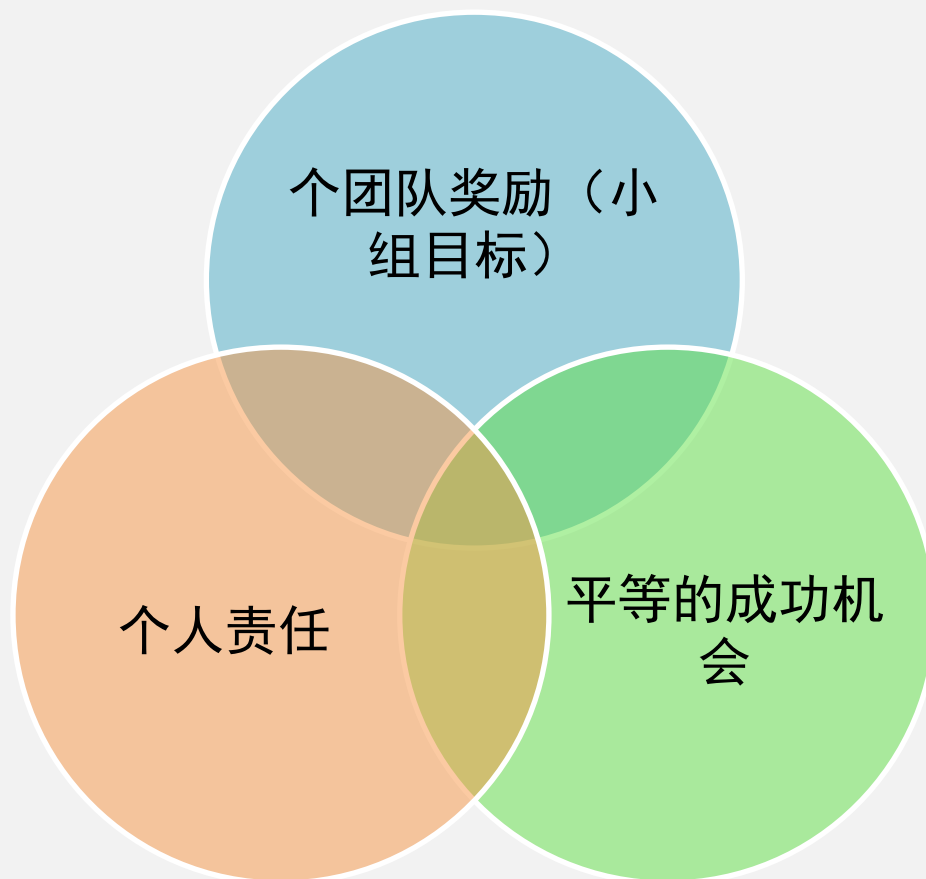 个团队奖励（小
组目标）
个人责任
平等的成功机
会